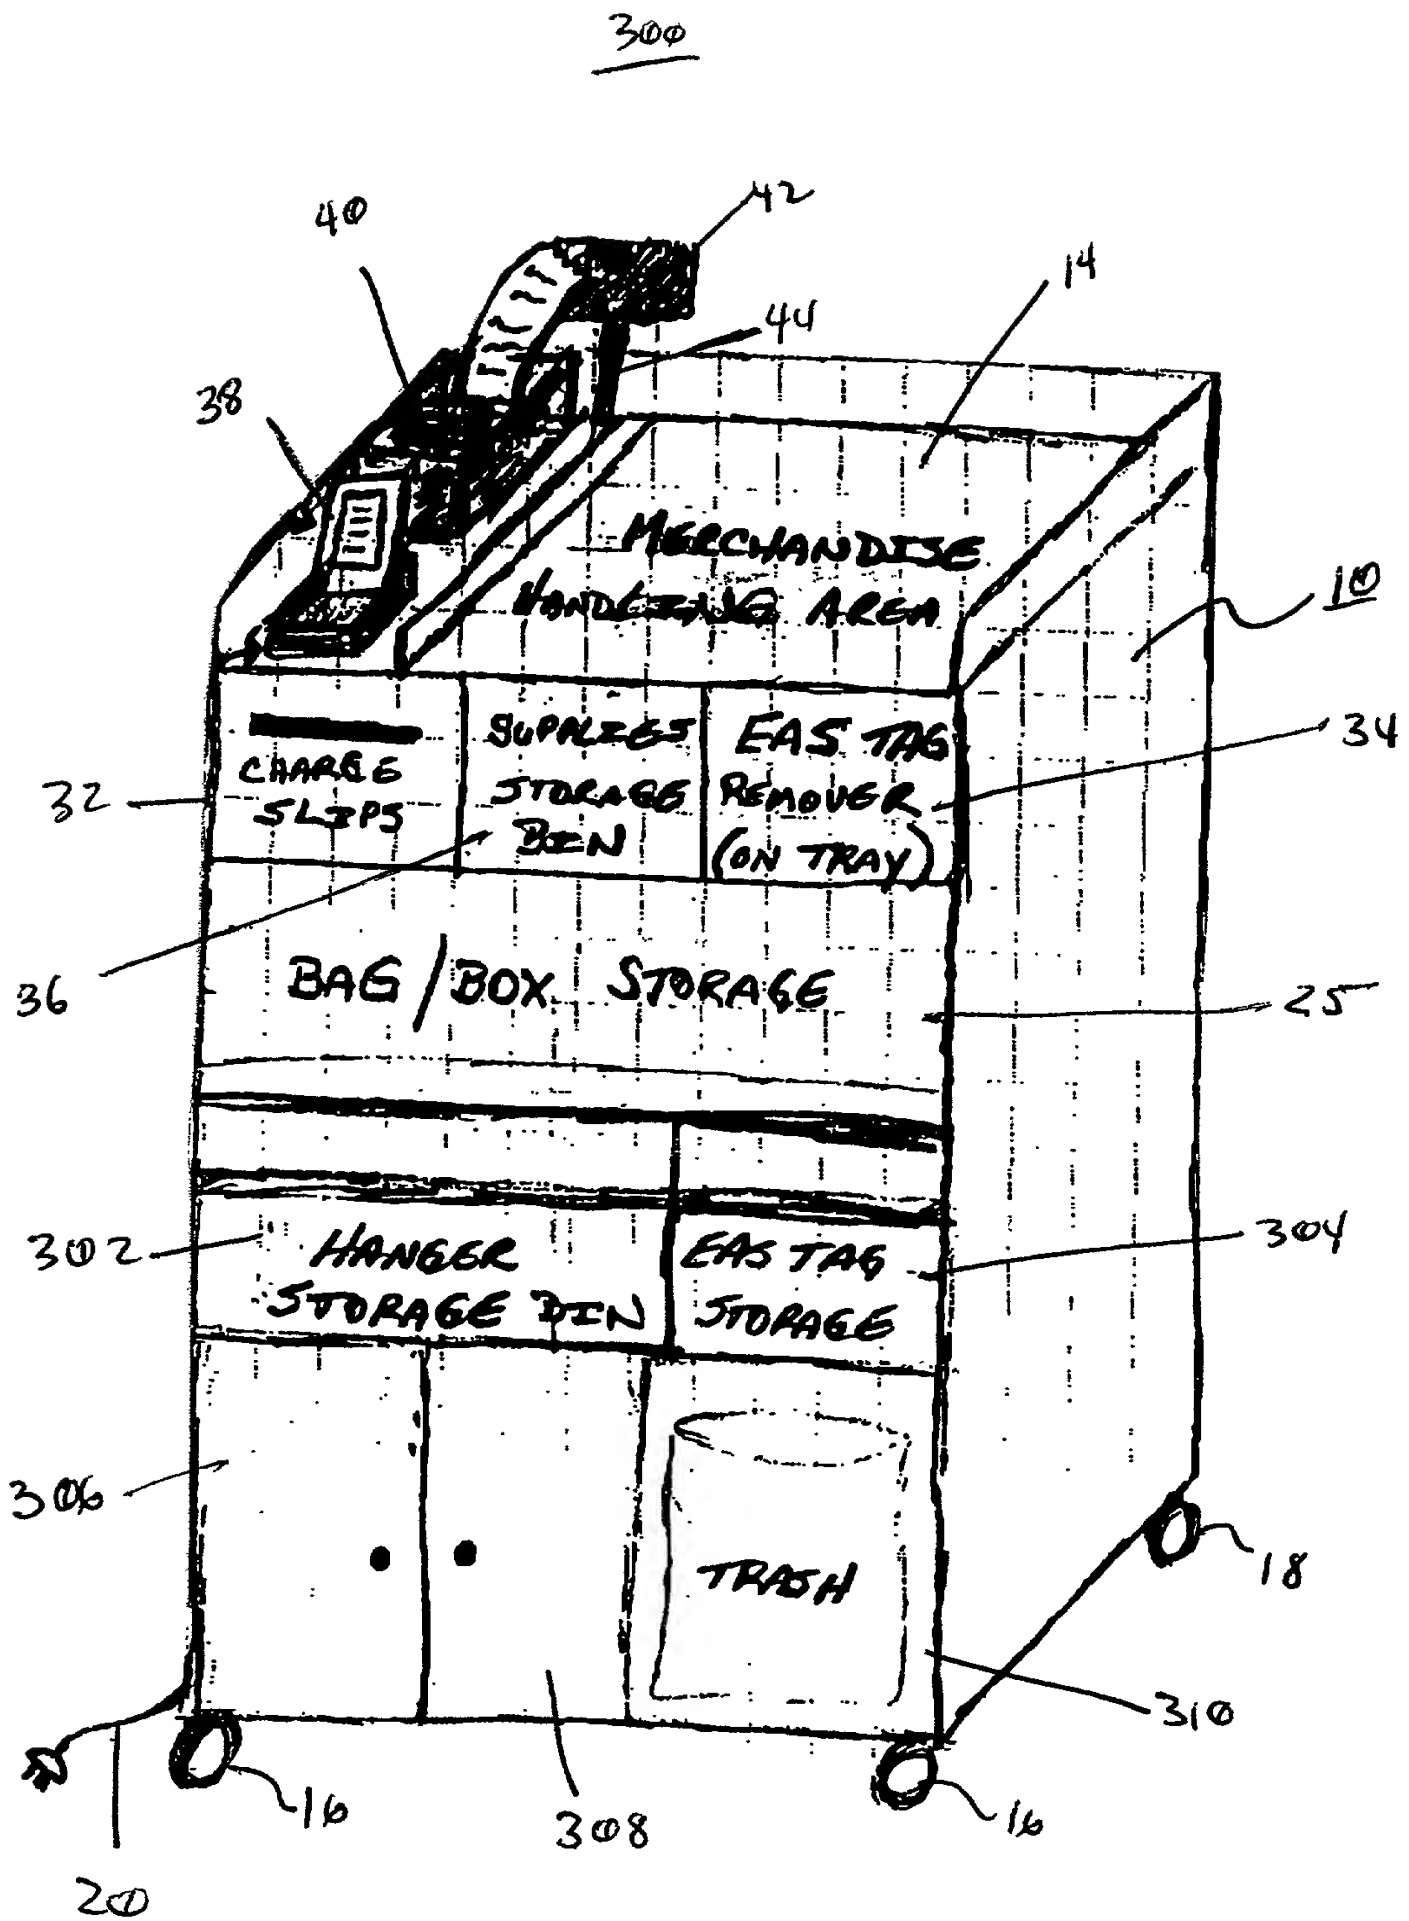 300
42
40
14
44
38
10
MERCHANDISE
HANDLING AREA
34
32
CHARGE
SLIPS
SUPPLIES
STORAGE
BIN
EAS TAG
REMOVER
(ON TRAY)
36
BAG/BOX STORAGE
25
302
HANGER
STORAGE BIN
EAS TAG
STORAGE
304
306
TRASH
18
310
16
308
16
20